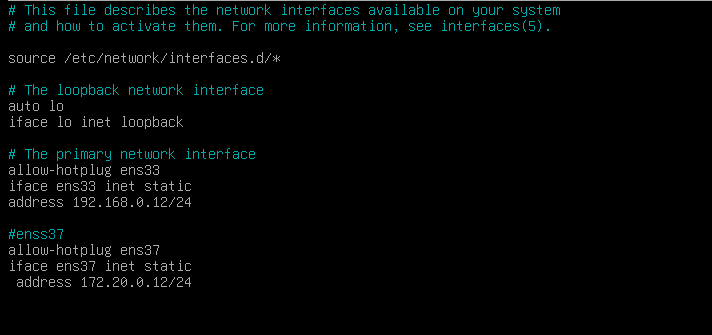 # This file describes the network interfaces available on your system
# and how to activate them. For more information, see interfaces(5).
source /etc/network/interfaces.d/*
# The loopback network interface
auto lo
iface lo inet loopback
# The primary network interface
allow-hotplug ens33
iface ens33 inet static
address 192.168.0.12/24
#enss37
allow-hotplug ens37
iface ens37 inet static
 address 172.20.0.12/24